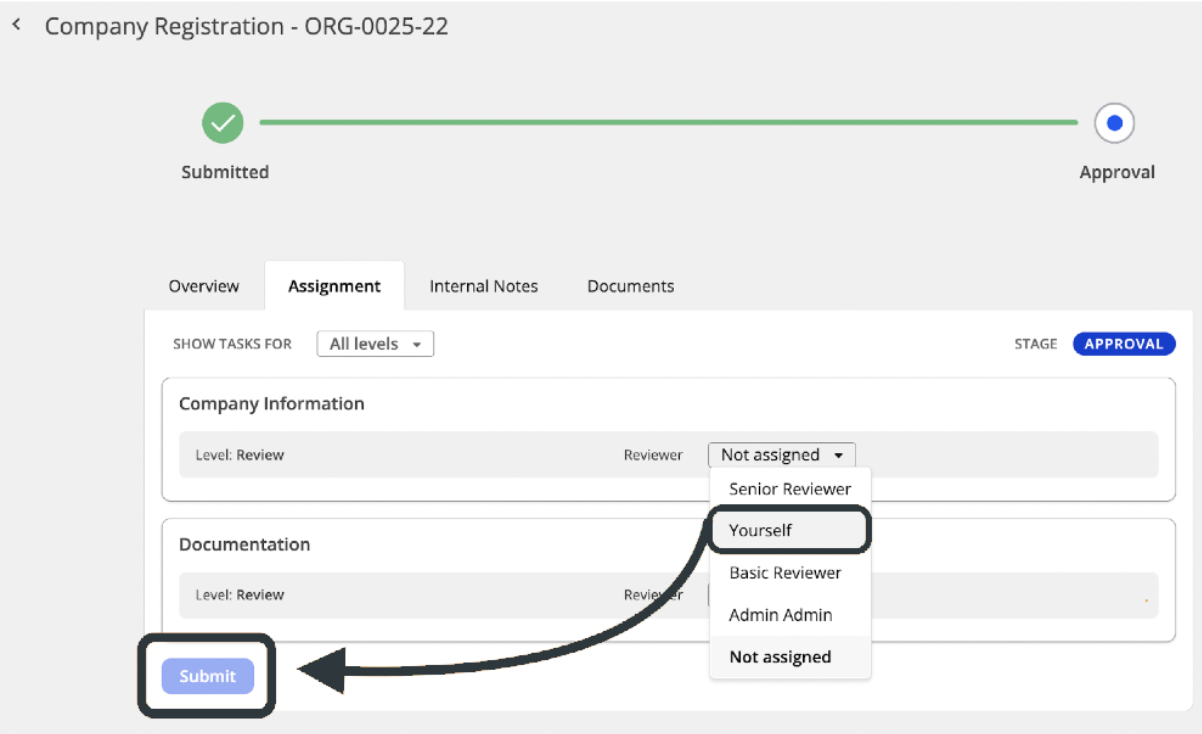 Company Registration - ORG-0025-22
Submitted
Approval
Overview
Assignment
Internal Notes
Documents
SHOW TASKS FOR
All levels
STAGE
APPROVAL
Company Information
Level: Review
Reviewer
Not assigned
Senior Reviewer
Yourself
Basic Reviewer
Admin Admin
Not assigned
Documentation
Level: Review
Reviewer
Submit